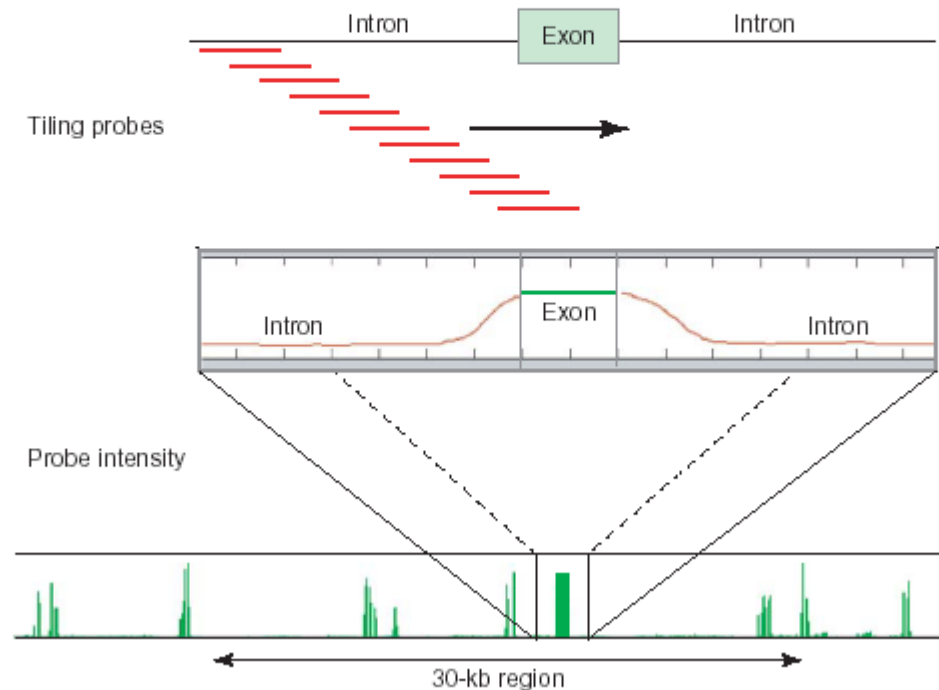 Intron Exon Intron
Tiling probes
Intron Exon Intron
Probe intensity
30-kb region